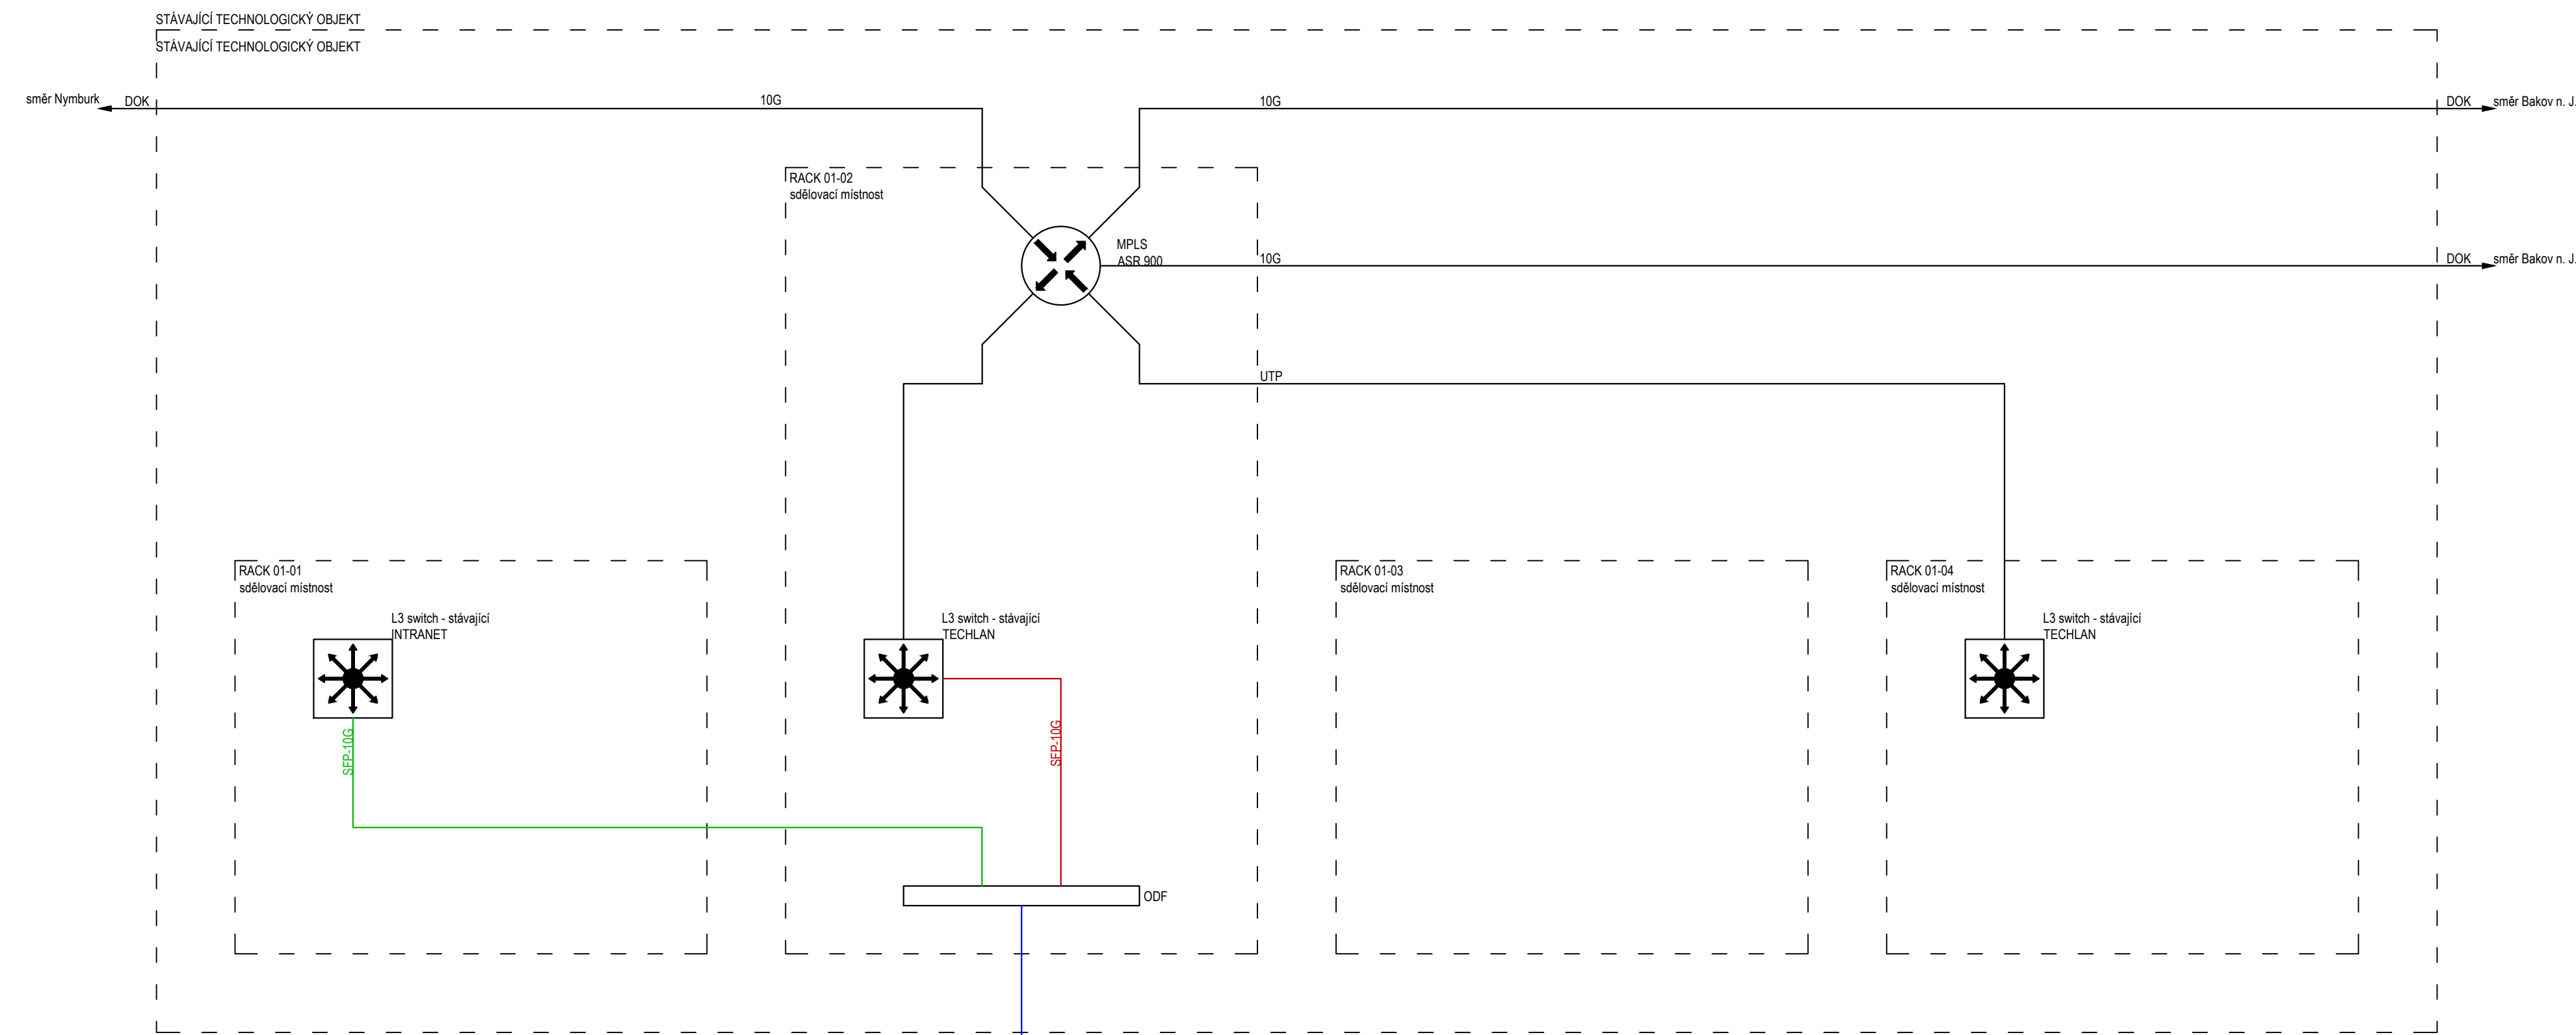 STÁVAJÍCÍ TECHNOLOGICKÝ OBJEKT
STÁVAJÍCÍ TECHNOLOGICKÝ OBJEKT
směr Nymburk
DOK
10G
10G
DOK
směr Bakov n. J.
RACK 01-02
sdělovací místnost
MPLS
ASR 900
10G
DOK
směr Bakov n. J.
UTP
RACK 01-01
sdělovací místnost
L3 switch - stávající
INTRANET
SFP-10G
L3 switch - stávající
TECHLAN
SFP-10G
ODF
RACK 01-03
sdělovací místnost
RACK 01-04
sdělovací místnost
L3 switch - stávající
TECHLAN